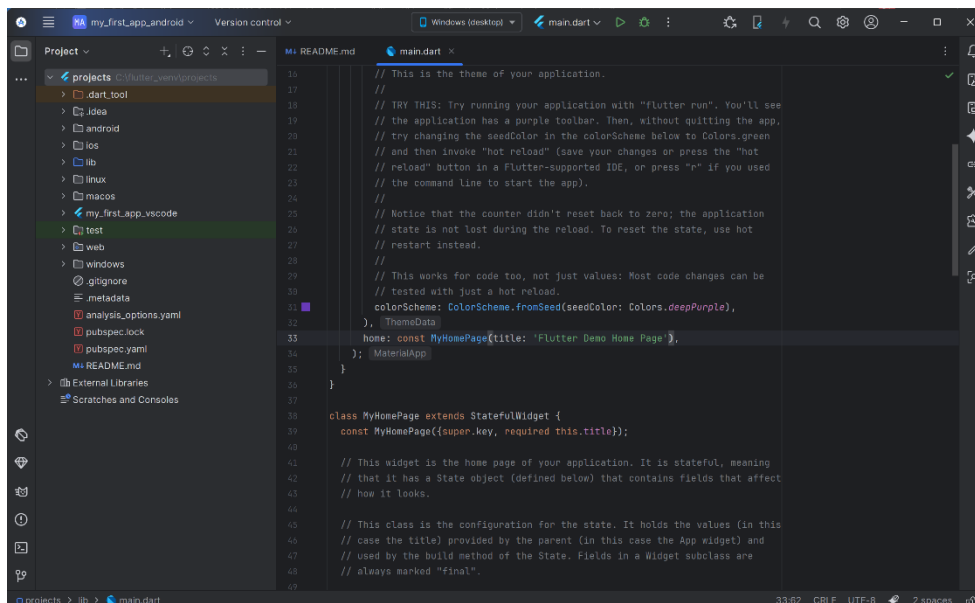 MA my_first_app_android Version control Windows (desktop) main.dart
Project
README.md main.dart
projects C:\flutter_venv\projects
.dart_tool
.idea
android
ios
lib
linux
macos
my_first_app_vscode
test
web
windows
.gitignore
.metadata
analysis_options.yaml
pubspec.lock
pubspec.yaml
README.md
External Libraries
Scratches and Consoles
16 // This is the theme of your application.
17 //
18 // TRY THIS: Try running your application with "flutter run". You'll see
19 // the application has a purple toolbar. Then, without quitting the app,
20 // try changing the seedColor in the colorScheme below to Colors.green
21 // and then invoke "hot reload" (save your changes or press the "hot
22 // reload" button in a Flutter-supported IDE, or press "r" if you used
23 // the command line to start the app).
24 //
25 // Notice that the counter didn't reset back to zero; the application
26 // state is not lost during the reload. To reset the state, use hot
27 // restart instead.
28 //
29 // This works for code too, not just values: Most code changes can be
30 // tested with just a hot reload.
31 colorScheme: ColorScheme.fromSeed(seedColor: Colors.deepPurple),
32 ), ThemeData
33 home: const MyHomePage(title: 'Flutter Demo Home Page'),
34 ); MaterialApp
35 }
36 }
37
38 class MyHomePage extends StatefulWidget {
39 const MyHomePage({super.key, required this.title});
40
41 // This widget is the home page of your application. It is stateful, meaning
42 // that it has a State object (defined below) that contains fields that affect
43 // how it looks.
44
45 // This class is the configuration for the state. It holds the values (in this
46 // case the title) provided by the parent (in this case the App widget) and
47 // used by the build method of the State. Fields in a Widget subclass are
48 // always marked "final".
49
projects > lib > main.dart 33:62 CRLF UTF-8 2 spaces